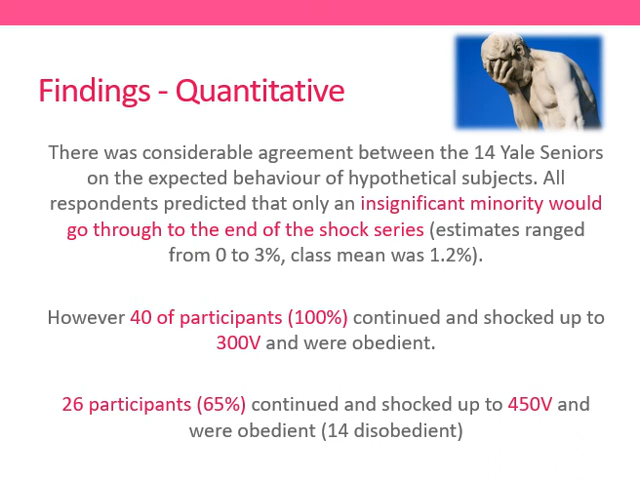 Findings - Quantitative
There was considerable agreement between the 14 Yale Seniors
on the expected behaviour of hypothetical subjects. All
respondents predicted that only an insignificant minority would
go through to the end of the shock series (estimates ranged
from 0 to 3%, class mean was 1.2%).
However 40 of participants (100%) continued and shocked up to
300V and were obedient.
26 participants (65%) continued and shocked up to 450V and
were obedient (14 disobedient)